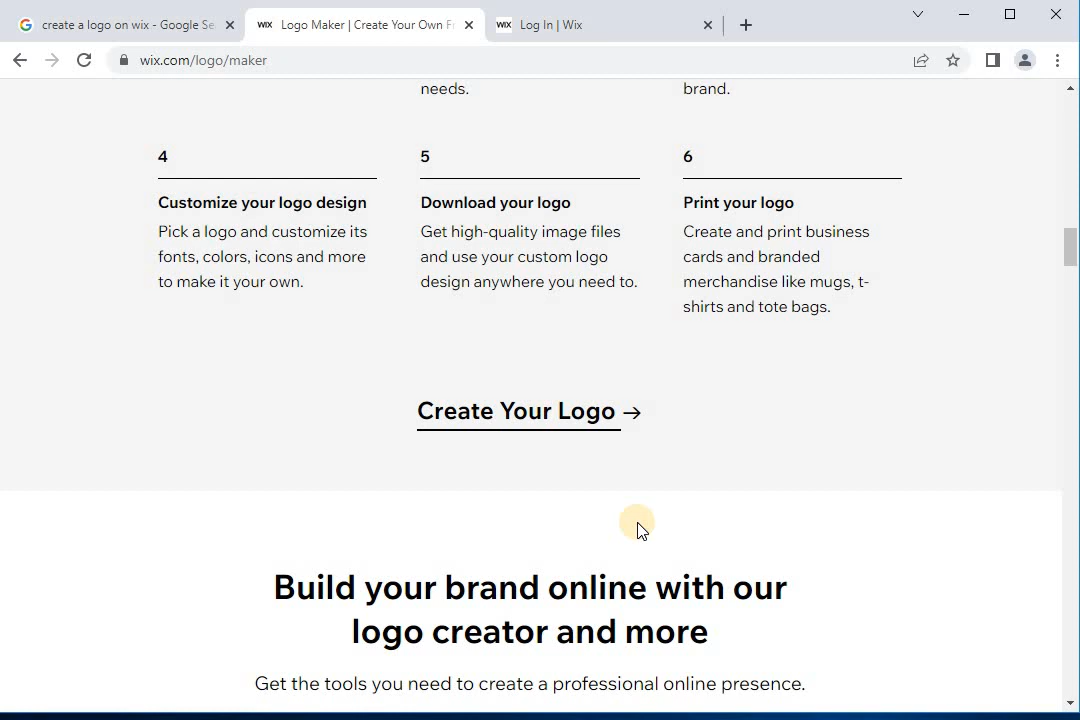 create a logo on wix - Google Se
WIX Logo Maker | Create Your Own F
WIX Log In | Wix
wix.com/logo/maker
needs.
brand.
4
5
6
Customize your logo design
Download your logo
Print your logo
Pick a logo and customize its
fonts, colors, icons and more
to make it your own.
Get high-quality image files
and use your custom logo
design anywhere you need to.
Create and print business
cards and branded
merchandise like mugs, t-
shirts and tote bags.
Create Your Logo →
Build your brand online with our
logo creator and more
Get the tools you need to create a professional online presence.